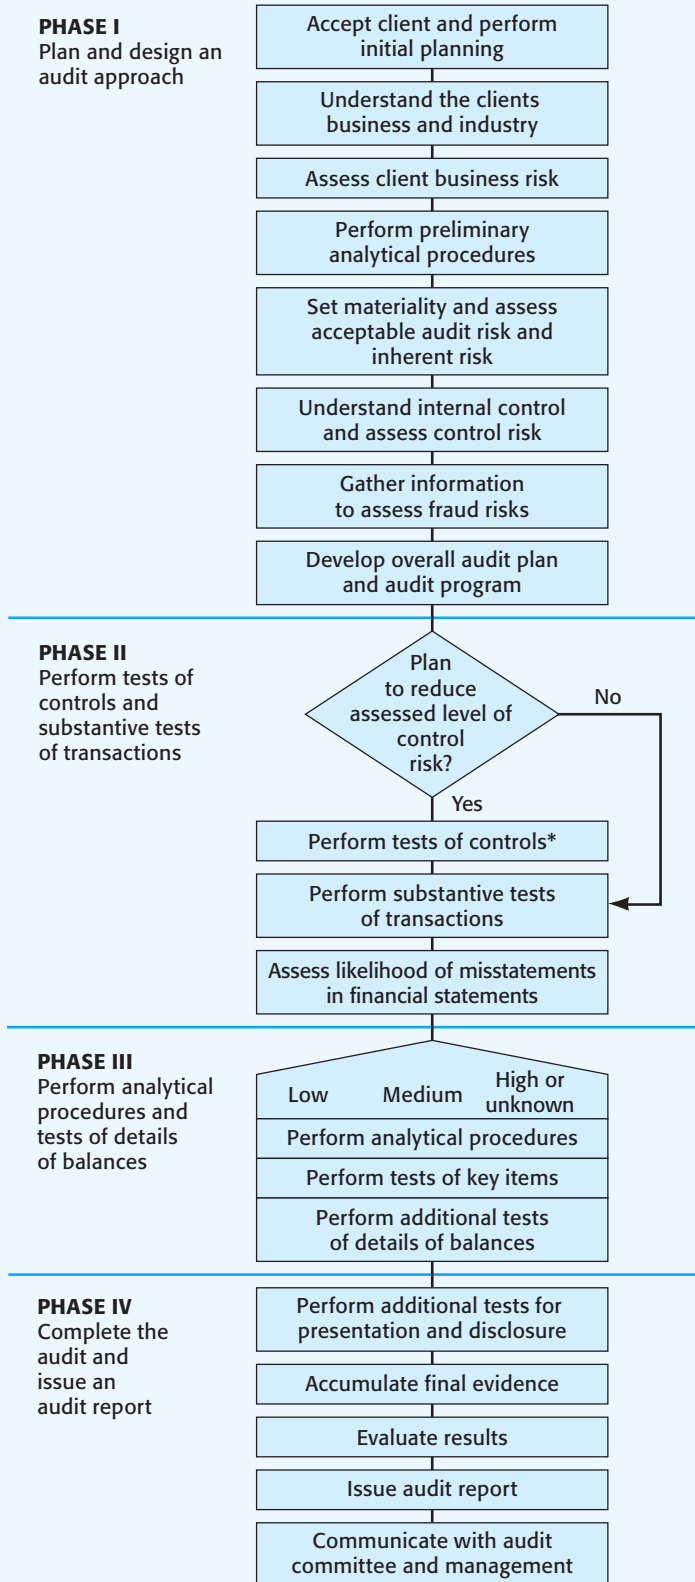 PHASE I
Plan and design an
audit approach
Accept client and perform
initial planning
Understand the clients
business and industry
Assess client business risk
Perform preliminary
analytical procedures
Set materiality and assess
acceptable audit risk and
inherent risk
Understand internal control
and assess control risk
Gather information
to assess fraud risks
Develop overall audit plan
and audit program
PHASE II
Perform tests of
controls and
substantive tests
of transactions
Plan
to reduce
assessed level of
control
risk?
No
Yes
Perform tests of controls*
Perform substantive tests
of transactions
Assess likelihood of misstatements
in financial statements
PHASE III
Perform analytical
procedures and
tests of details
of balances
Low
Medium
High or
unknown
Perform analytical procedures
Perform tests of key items
Perform additional tests
of details of balances
PHASE IV
Complete the
audit and
issue an
audit report
Perform additional tests for
presentation and disclosure
Accumulate final evidence
Evaluate results
Issue audit report
Communicate with audit
committee and management